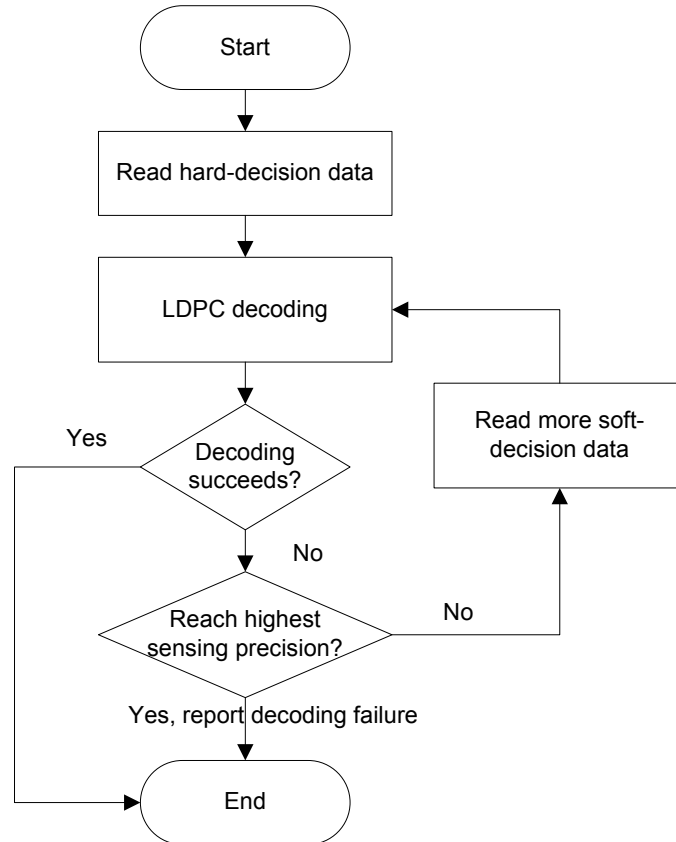 Start
Read hard-decision data
LDPC decoding
Read more soft-
decision data
Yes
Decoding
succeeds?
No
Reach highest
sensing precision?
No
Yes, report decoding failure
End